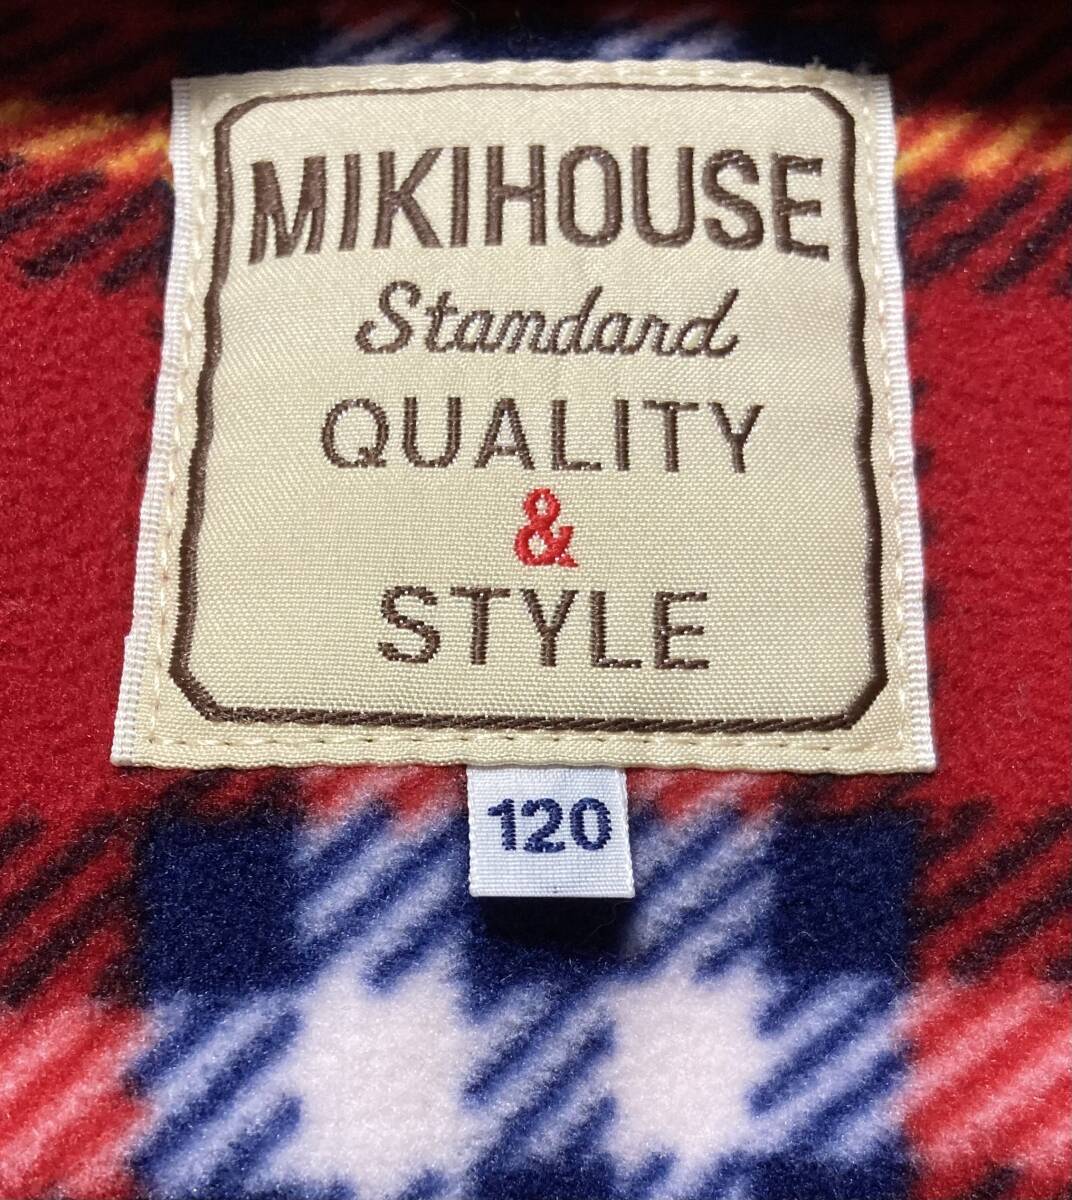 MIKIHOUSE
Standard
QUALITY
&
STYLE
120